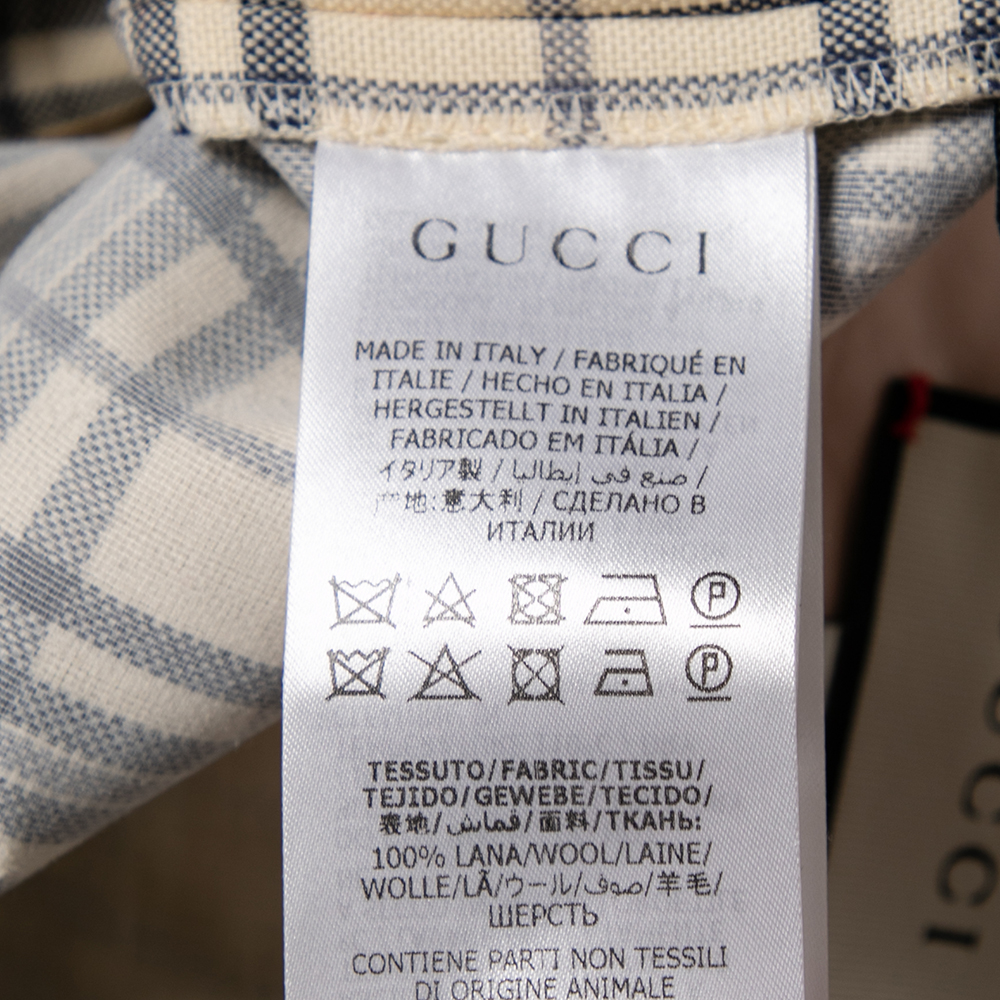 GUCCI
MADE IN ITALY / FABRIQUÉ EN
ITALIE / HECHO EN ITALIA /
HERGESTELLT IN ITALIEN /
FABRICADO EM ITÁLIA /
イタリア製 / صنع في إيطاليا /
产地: 意大利 / СДЕЛАНО В
ИТАЛИИ
P
P
TESSUTO/FABRIC/TISSU/
TEJIDO/GEWEBE/TECIDO/
表地/قماش/面料/ТКАНЬ:
100% LANA/WOOL/LAINE/
WOLLE/LÃ/ウール/صوف/羊毛/
ШЕРСТЬ
CONTIENE PARTI NON TESSILI
DI ORIGINE ANIMALE
CCI